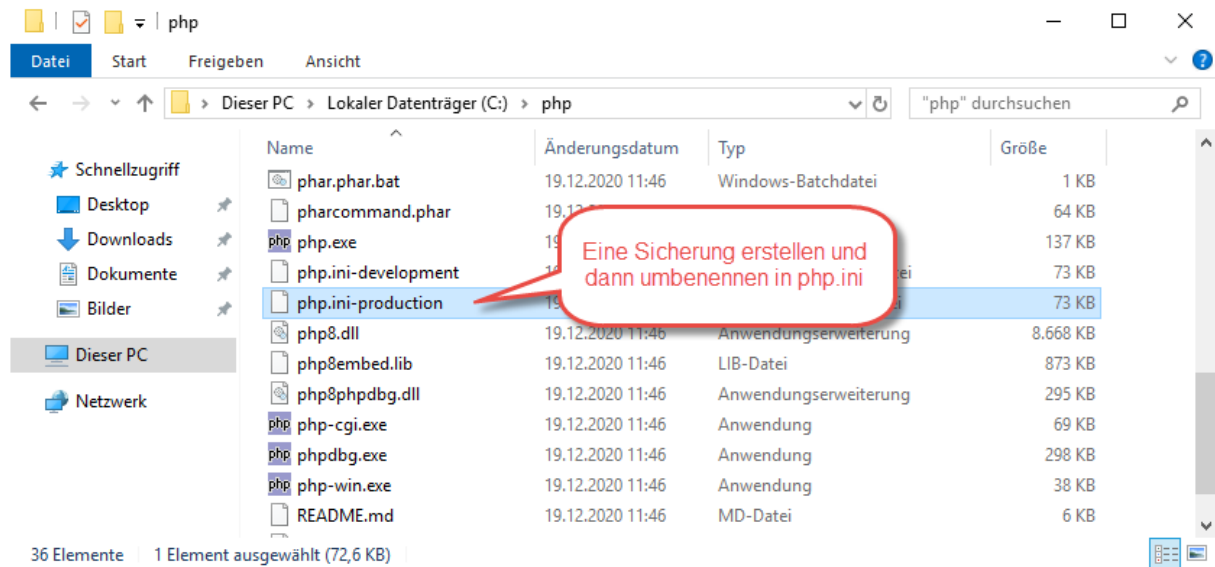 php
Datei Start Freigeben Ansicht
Dieser PC > Lokaler Datenträger (C:) > php "php" durchsuchen
Schnellzugriff
Desktop
Downloads
Dokumente
Bilder
Dieser PC
Netzwerk
Name Änderungsdatum Typ Größe
phar.phar.bat 19.12.2020 11:46 Windows-Batchdatei 1 KB
pharcommand.phar 64 KB
php php.exe 137 KB
php.ini-development 73 KB
php.ini-production 73 KB
php8.dll 19.12.2020 11:46 Anwendungserweiterung 8.668 KB
php8embed.lib 19.12.2020 11:46 LIB-Datei 873 KB
php8phpdbg.dll 19.12.2020 11:46 Anwendungserweiterung 295 KB
php php-cgi.exe 19.12.2020 11:46 Anwendung 69 KB
php phpdbg.exe 19.12.2020 11:46 Anwendung 298 KB
php php-win.exe 19.12.2020 11:46 Anwendung 38 KB
README.md 19.12.2020 11:46 MD-Datei 6 KB
Eine Sicherung erstellen und
dann umbenennen in php.ini
36 Elemente 1 Element ausgewählt (72,6 KB)